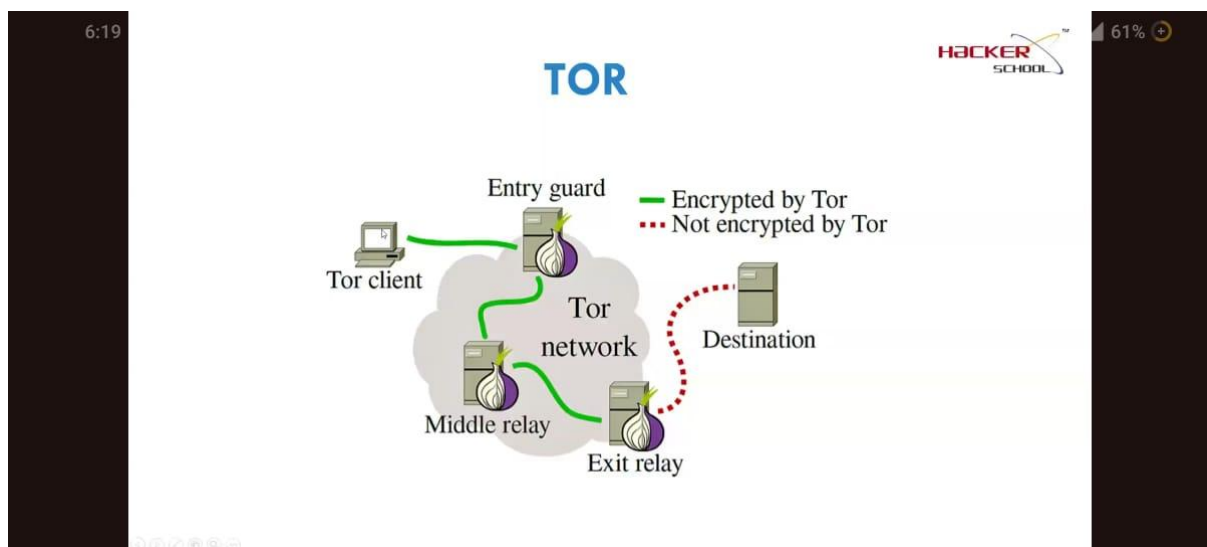 6:19
HACKER
SCHOOL
™
61%
TOR
Entry guard
Encrypted by Tor
Not encrypted by Tor
Tor client
Tor
network
Destination
Middle relay
Exit relay